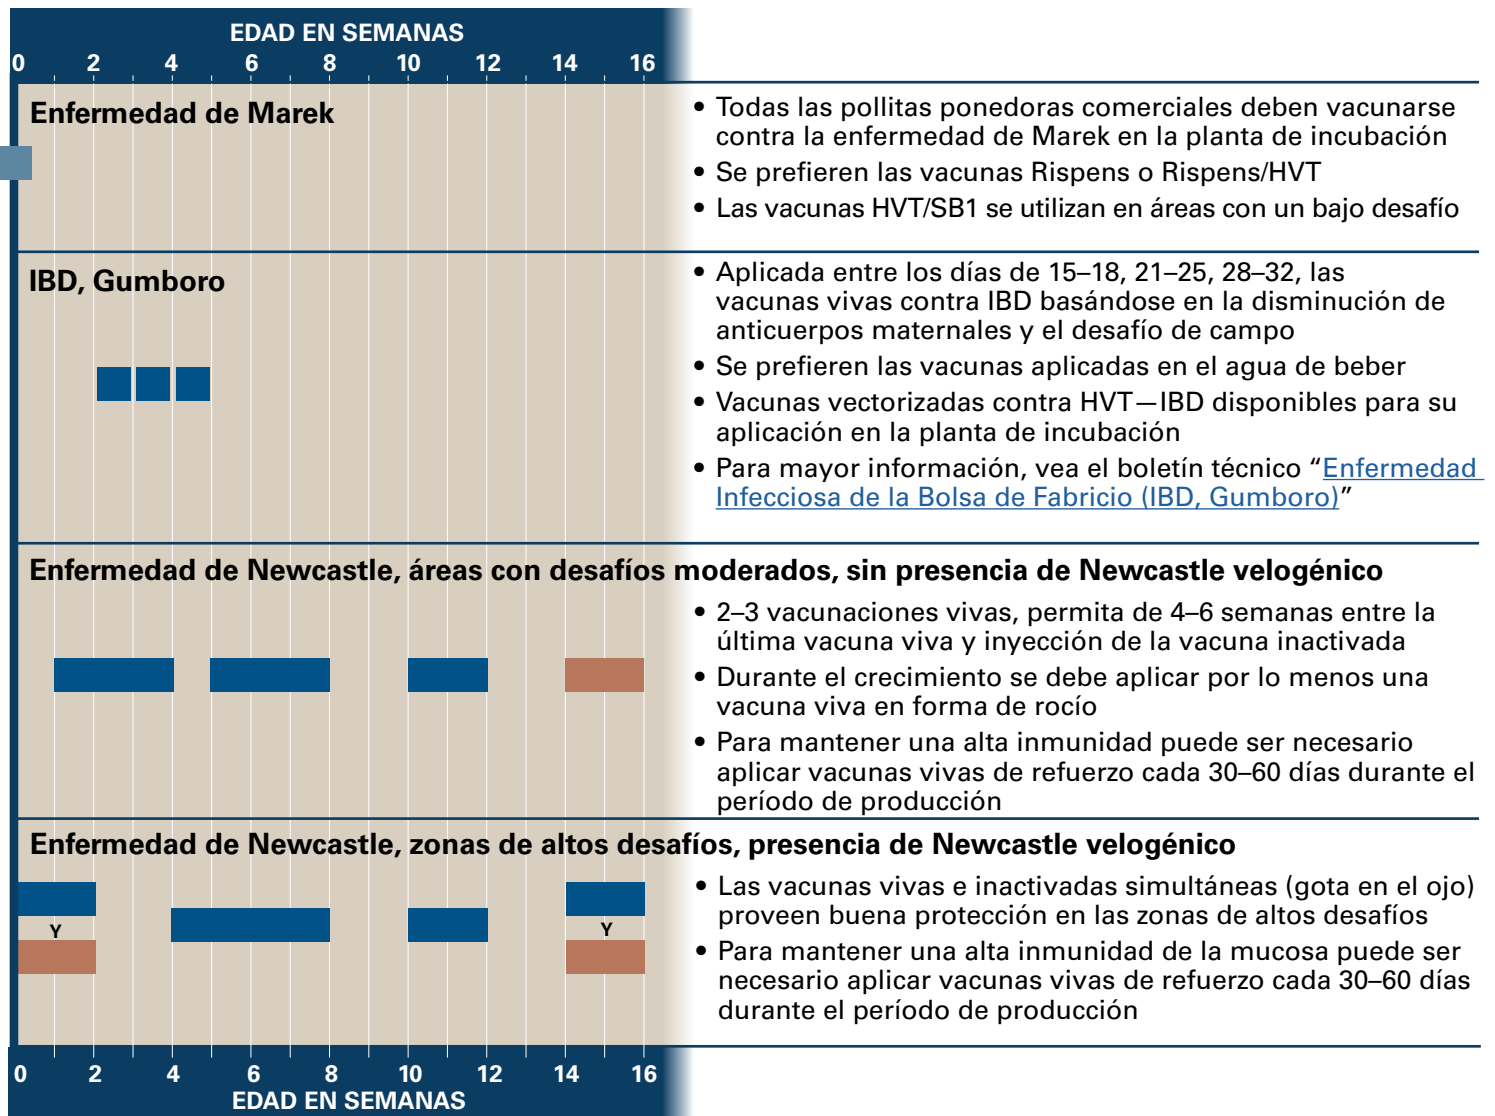 EDAD EN SEMANAS
0 2 4 6 8 10 12 14 16
Enfermedad de Marek
• Todas las pollitas ponedoras comerciales deben vacunarse
contra la enfermedad de Marek en la planta de incubación
• Se prefieren las vacunas Rispens o Rispens/HVT
• Las vacunas HVT/SB1 se utilizan en áreas con un bajo desafío
IBD, Gumboro
• Aplicada entre los días de 15–18, 21–25, 28–32, las
vacunas vivas contra IBD basándose en la disminución de
anticuerpos maternales y el desafío de campo
• Se prefieren las vacunas aplicadas en el agua de beber
• Vacunas vectorizadas contra HVT—IBD disponibles para su
aplicación en la planta de incubación
• Para mayor información, vea el boletín técnico “Enfermedad
Infecciosa de la Bolsa de Fabricio (IBD, Gumboro)”
Enfermedad de Newcastle, áreas con desafíos moderados, sin presencia de Newcastle velogénico
• 2–3 vacunaciones vivas, permita de 4–6 semanas entre la
última vacuna viva y inyección de la vacuna inactivada
• Durante el crecimiento se debe aplicar por lo menos una
vacuna viva en forma de rocío
• Para mantener una alta inmunidad puede ser necesario
aplicar vacunas vivas de refuerzo cada 30–60 días durante el
período de producción
Enfermedad de Newcastle, zonas de altos desafíos, presencia de Newcastle velogénico
Y Y
• Las vacunas vivas e inactivadas simultáneas (gota en el ojo)
proveen buena protección en las zonas de altos desafíos
• Para mantener una alta inmunidad de la mucosa puede ser
necesario aplicar vacunas vivas de refuerzo cada 30–60 días
durante el período de producción
0 2 4 6 8 10 12 14 16
EDAD EN SEMANAS